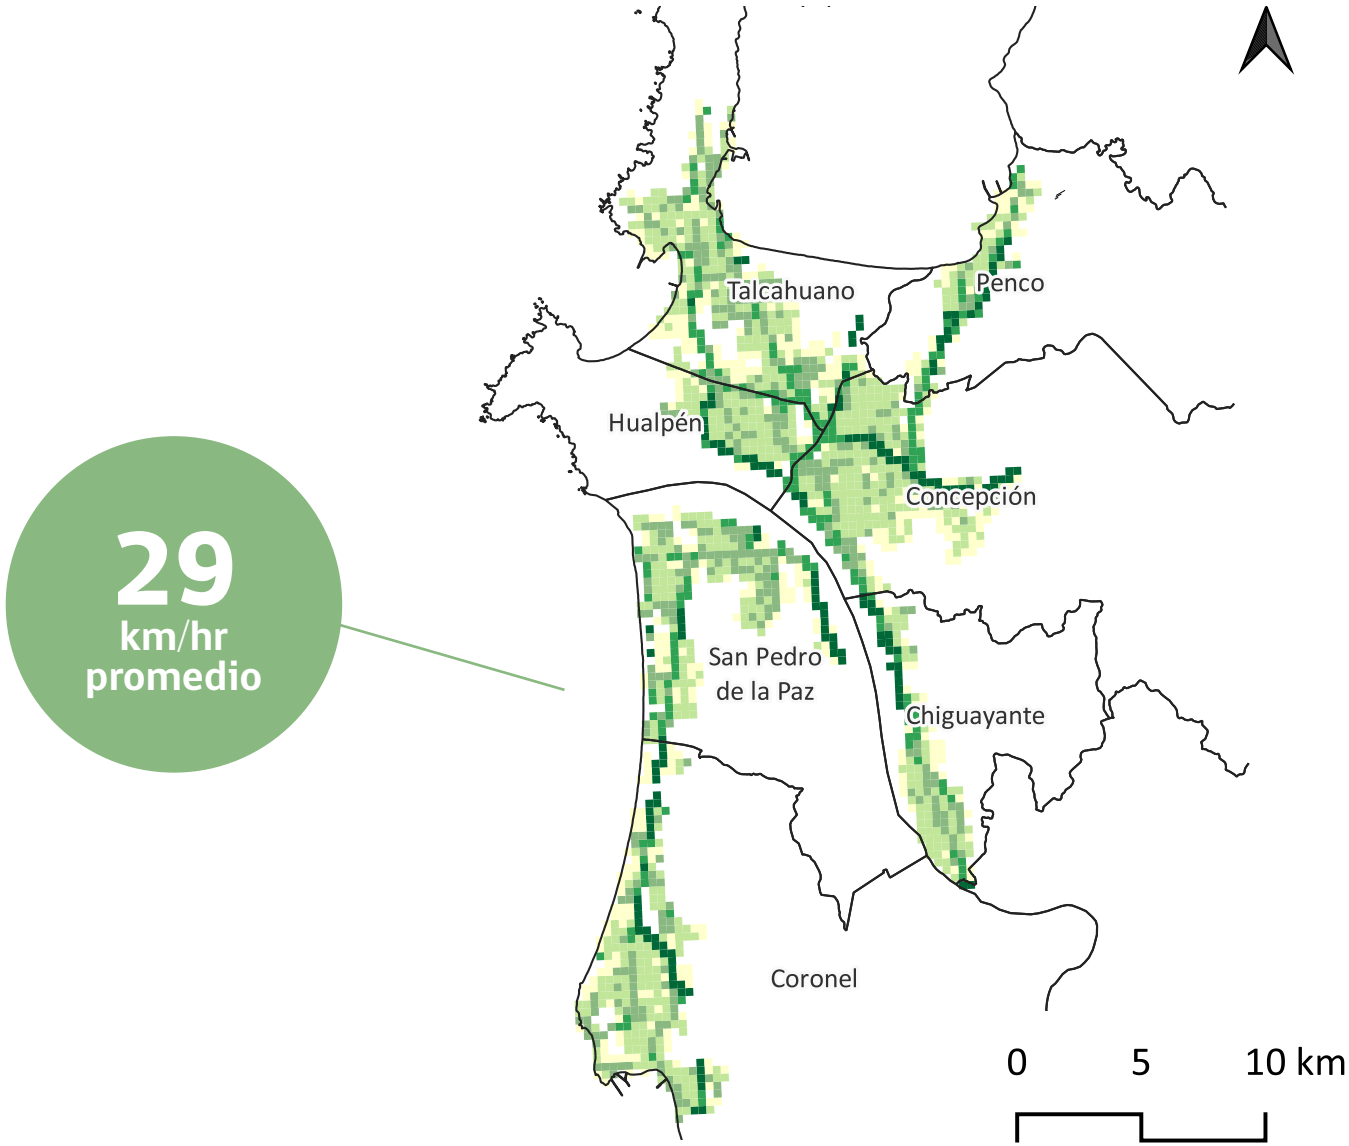 Talcahuano
Penco
Hualpén
Concepción
29
km/hr
promedio
San Pedro
de la Paz
Chiguayante
Coronel
0 5 10 km